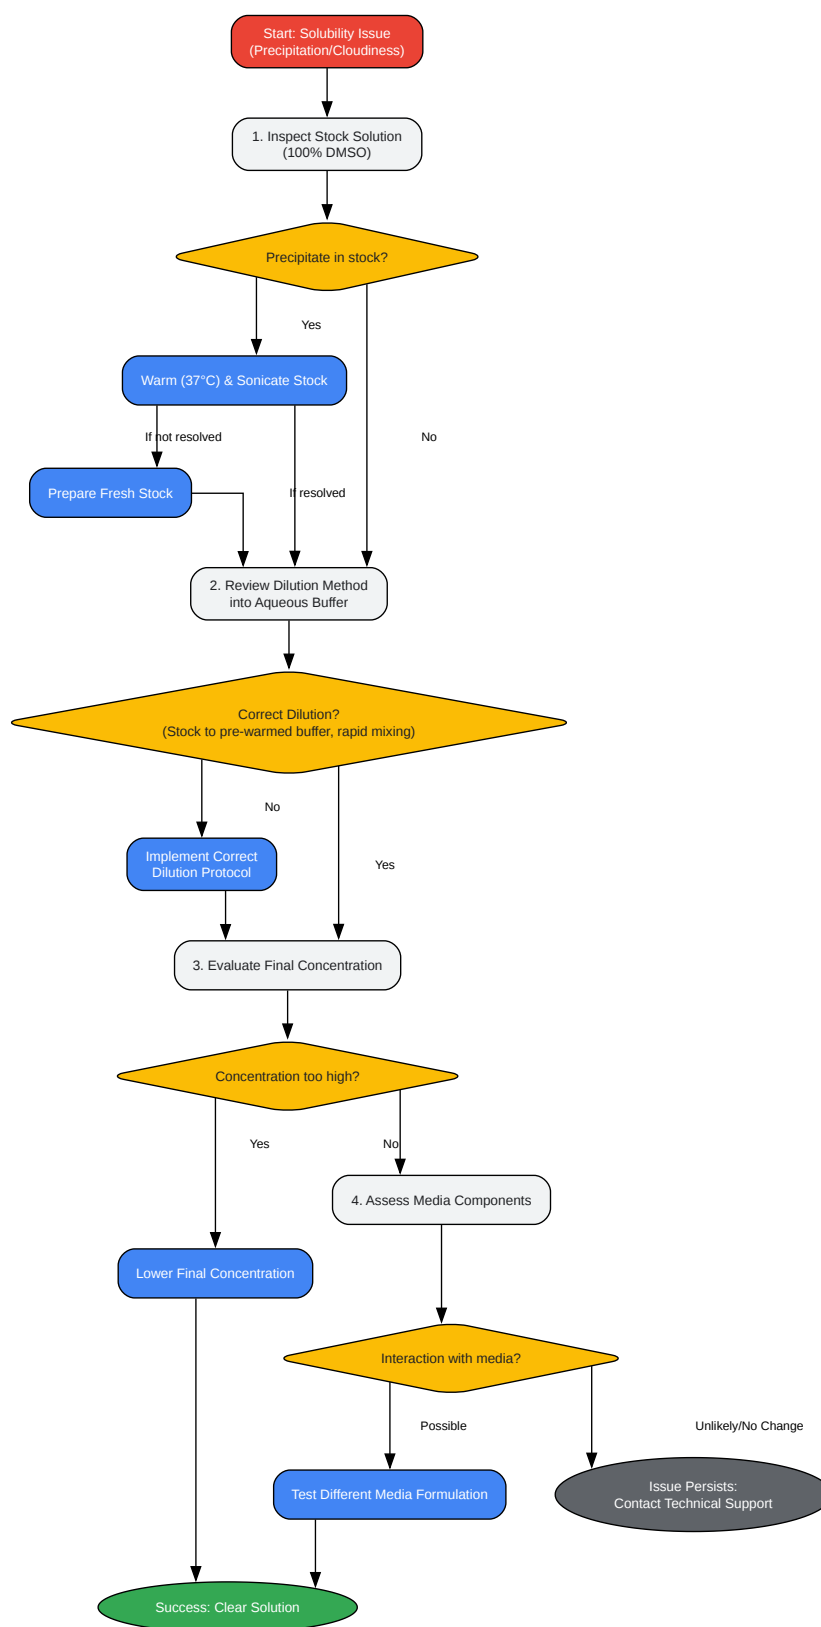 Start: Solubility Issue
(Precipitation/Cloudiness)
1. Inspect Stock Solution
(100% DMSO)
Precipitate in stock?
Yes
Warm (37°C) & Sonicate Stock
If not resolved
No
Prepare Fresh Stock
If resolved
2. Review Dilution Method
into Aqueous Buffer
Correct Dilution?
(Stock to pre-warmed buffer, rapid mixing)
No
Implement Correct
Dilution Protocol
Yes
3. Evaluate Final Concentration
Concentration too high?
Yes
No
4. Assess Media Components
Lower Final Concentration
Interaction with media?
Possible
Unlikely/No Change
Test Different Media Formulation
Issue Persists:
Contact Technical Support
Success: Clear Solution